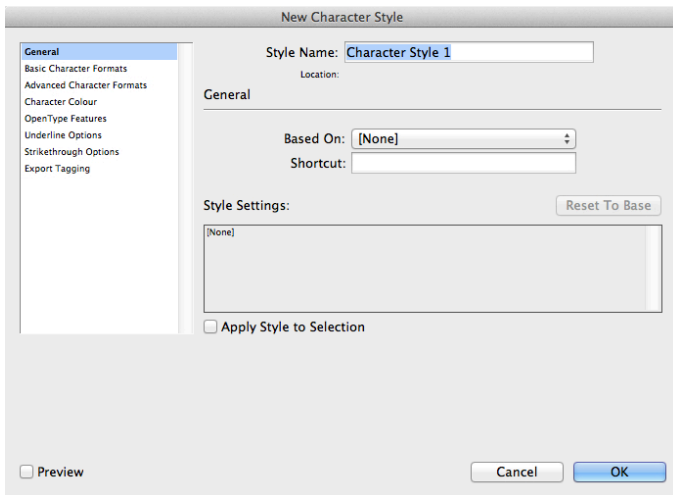 New Character Style
General
Basic Character Formats
Advanced Character Formats
Character Colour
OpenType Features
Underline Options
Strikethrough Options
Export Tagging
Style Name: Character Style 1
Location:
General
Based On: [None]
Shortcut:
Style Settings:
Reset To Base
[None]
Apply Style to Selection
Preview
Cancel
OK